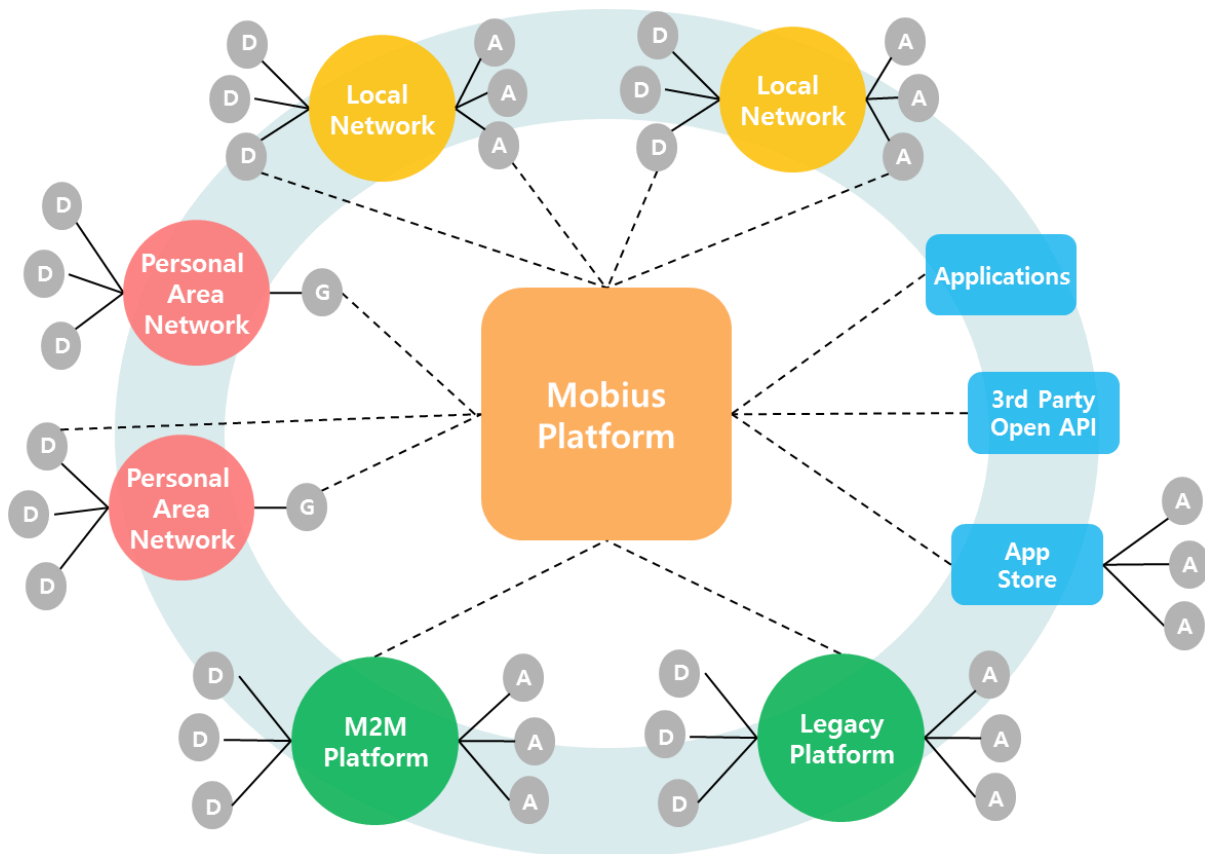 D
A
D
A
D
Local
Network
A
D
A
D
Local
Network
A
D
A
D
A
D
D
D
Personal
Area
Network
G
Applications
Mobius
Platform
3rd Party
Open API
D
D
D
Personal
Area
Network
G
App
Store
A
A
A
D
D
D
M2M
Platform
A
A
A
D
D
D
Legacy
Platform
A
A
A